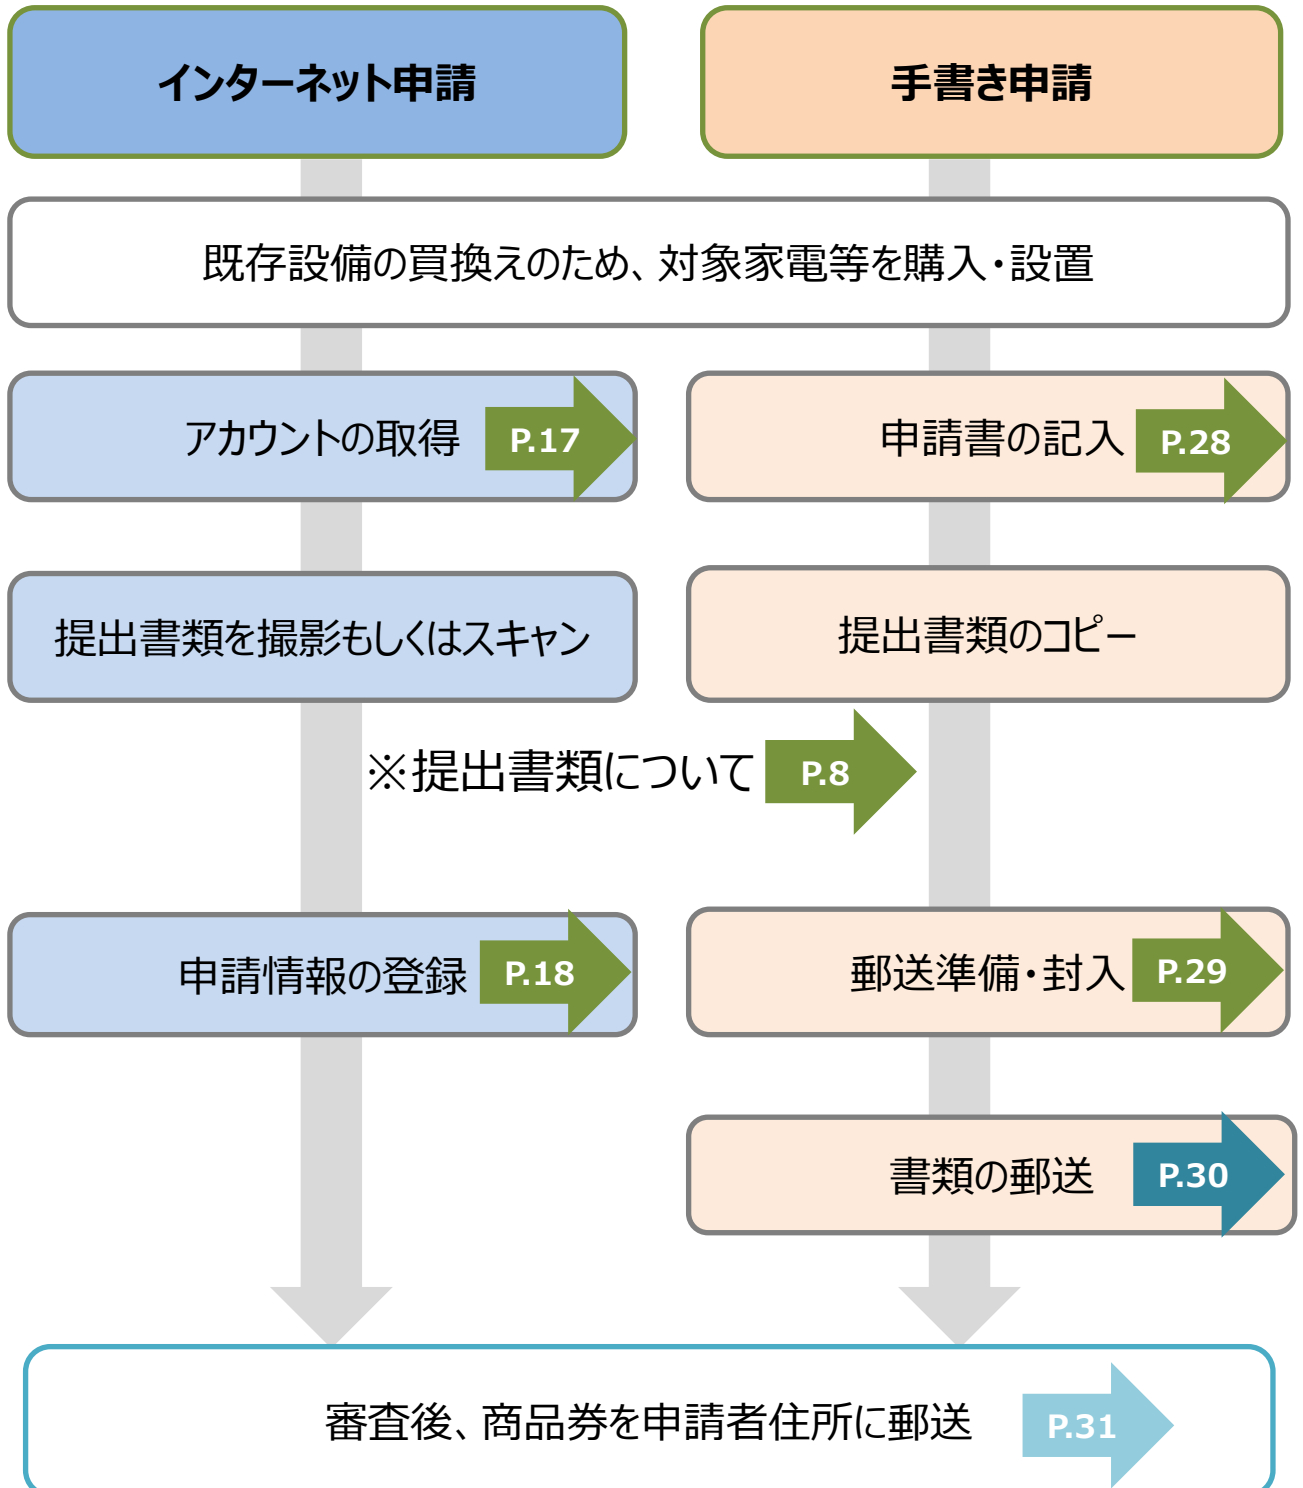 インターネット申請
手書き申請
既存設備の買換えのため、対象家電等を購入・設置
アカウントの取得 P.17
申請書の記入 P.28
提出書類を撮影もしくはスキャン
提出書類のコピー
※提出書類について P.8
申請情報の登録 P.18
郵送準備・封入 P.29
書類の郵送 P.30
審査後、商品券を申請者住所に郵送 P.31